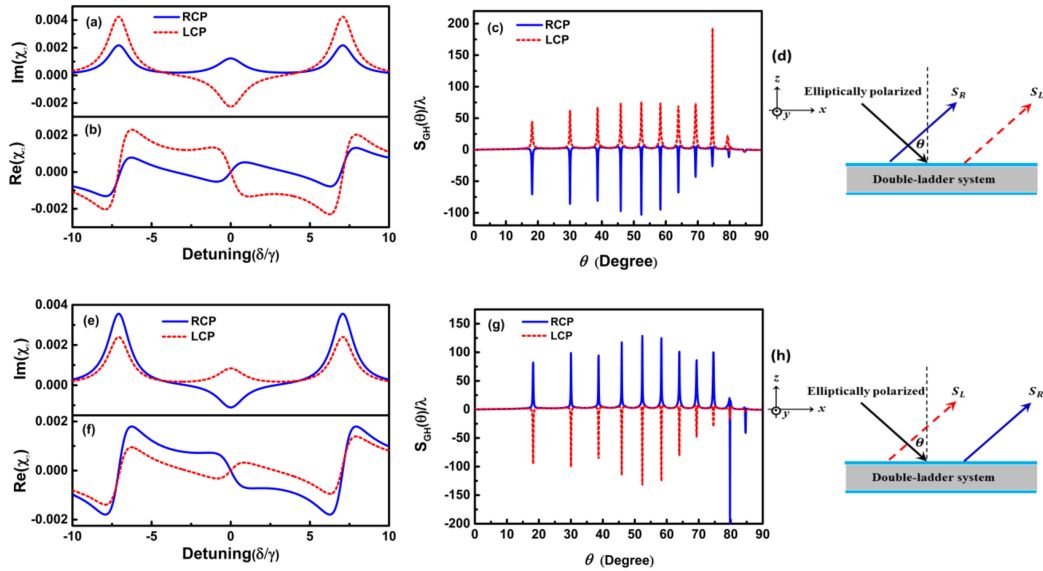 (a)
RCP
LCP
Im(χ꜀)
0.004
0.002
0.000
-0.002
(b)
Re(χ꜀)
0.002
0.000
-0.002
-10
-5
0
5
10
Detuning(δ/γ)
(c)
RCP
LCP
S_GH(θ)/λ
200
150
100
50
0
-50
-100
0 10 20 30 40 50 60 70 80 90
θ (Degree)
(d)
z
y
x
Elliptically polarized
S_R
S_L
θ
Double-ladder system
(e)
RCP
LCP
0.004
0.002
0.000
(f)
0.002
0.000
-0.002
-10
-5
0
5
10
Detuning(δ/γ)
(g)
RCP
LCP
S_GH(θ)/λ
150
100
50
0
-50
-100
-150
-200
0 10 20 30 40 50 60 70 80 90
θ (Degree)
(h)
z
y
x
Elliptically polarized
S_L
S_R
θ
Double-ladder system